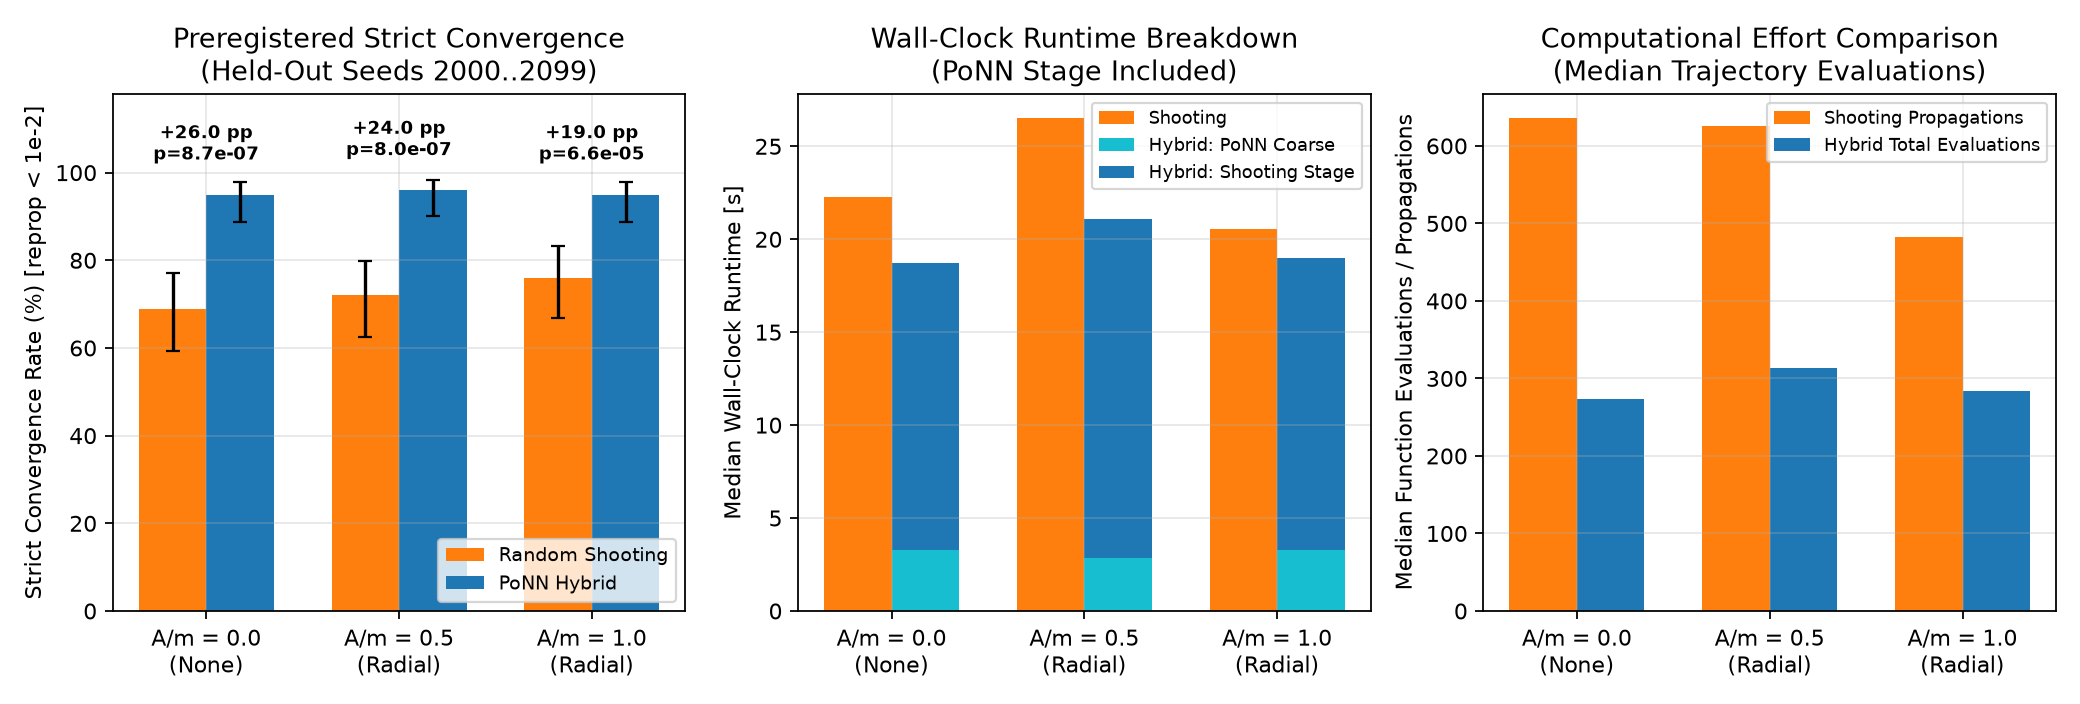 Preregistered Strict Convergence
(Held-Out Seeds 2000..2099)
Strict Convergence Rate (%) [reprop < 1e-2]
100
80
60
40
20
0
+26.0 pp
p=8.7e-07
+24.0 pp
p=8.0e-07
+19.0 pp
p=6.6e-05
Random Shooting
PoNN Hybrid
A/m = 0.0
(None)
A/m = 0.5
(Radial)
A/m = 1.0
(Radial)
Wall-Clock Runtime Breakdown
(PoNN Stage Included)
Median Wall-Clock Runtime [s]
25
20
15
10
5
0
Shooting
Hybrid: PoNN Coarse
Hybrid: Shooting Stage
A/m = 0.0
(None)
A/m = 0.5
(Radial)
A/m = 1.0
(Radial)
Computational Effort Comparison
(Median Trajectory Evaluations)
Median Function Evaluations / Propagations
600
500
400
300
200
100
0
Shooting Propagations
Hybrid Total Evaluations
A/m = 0.0
(None)
A/m = 0.5
(Radial)
A/m = 1.0
(Radial)